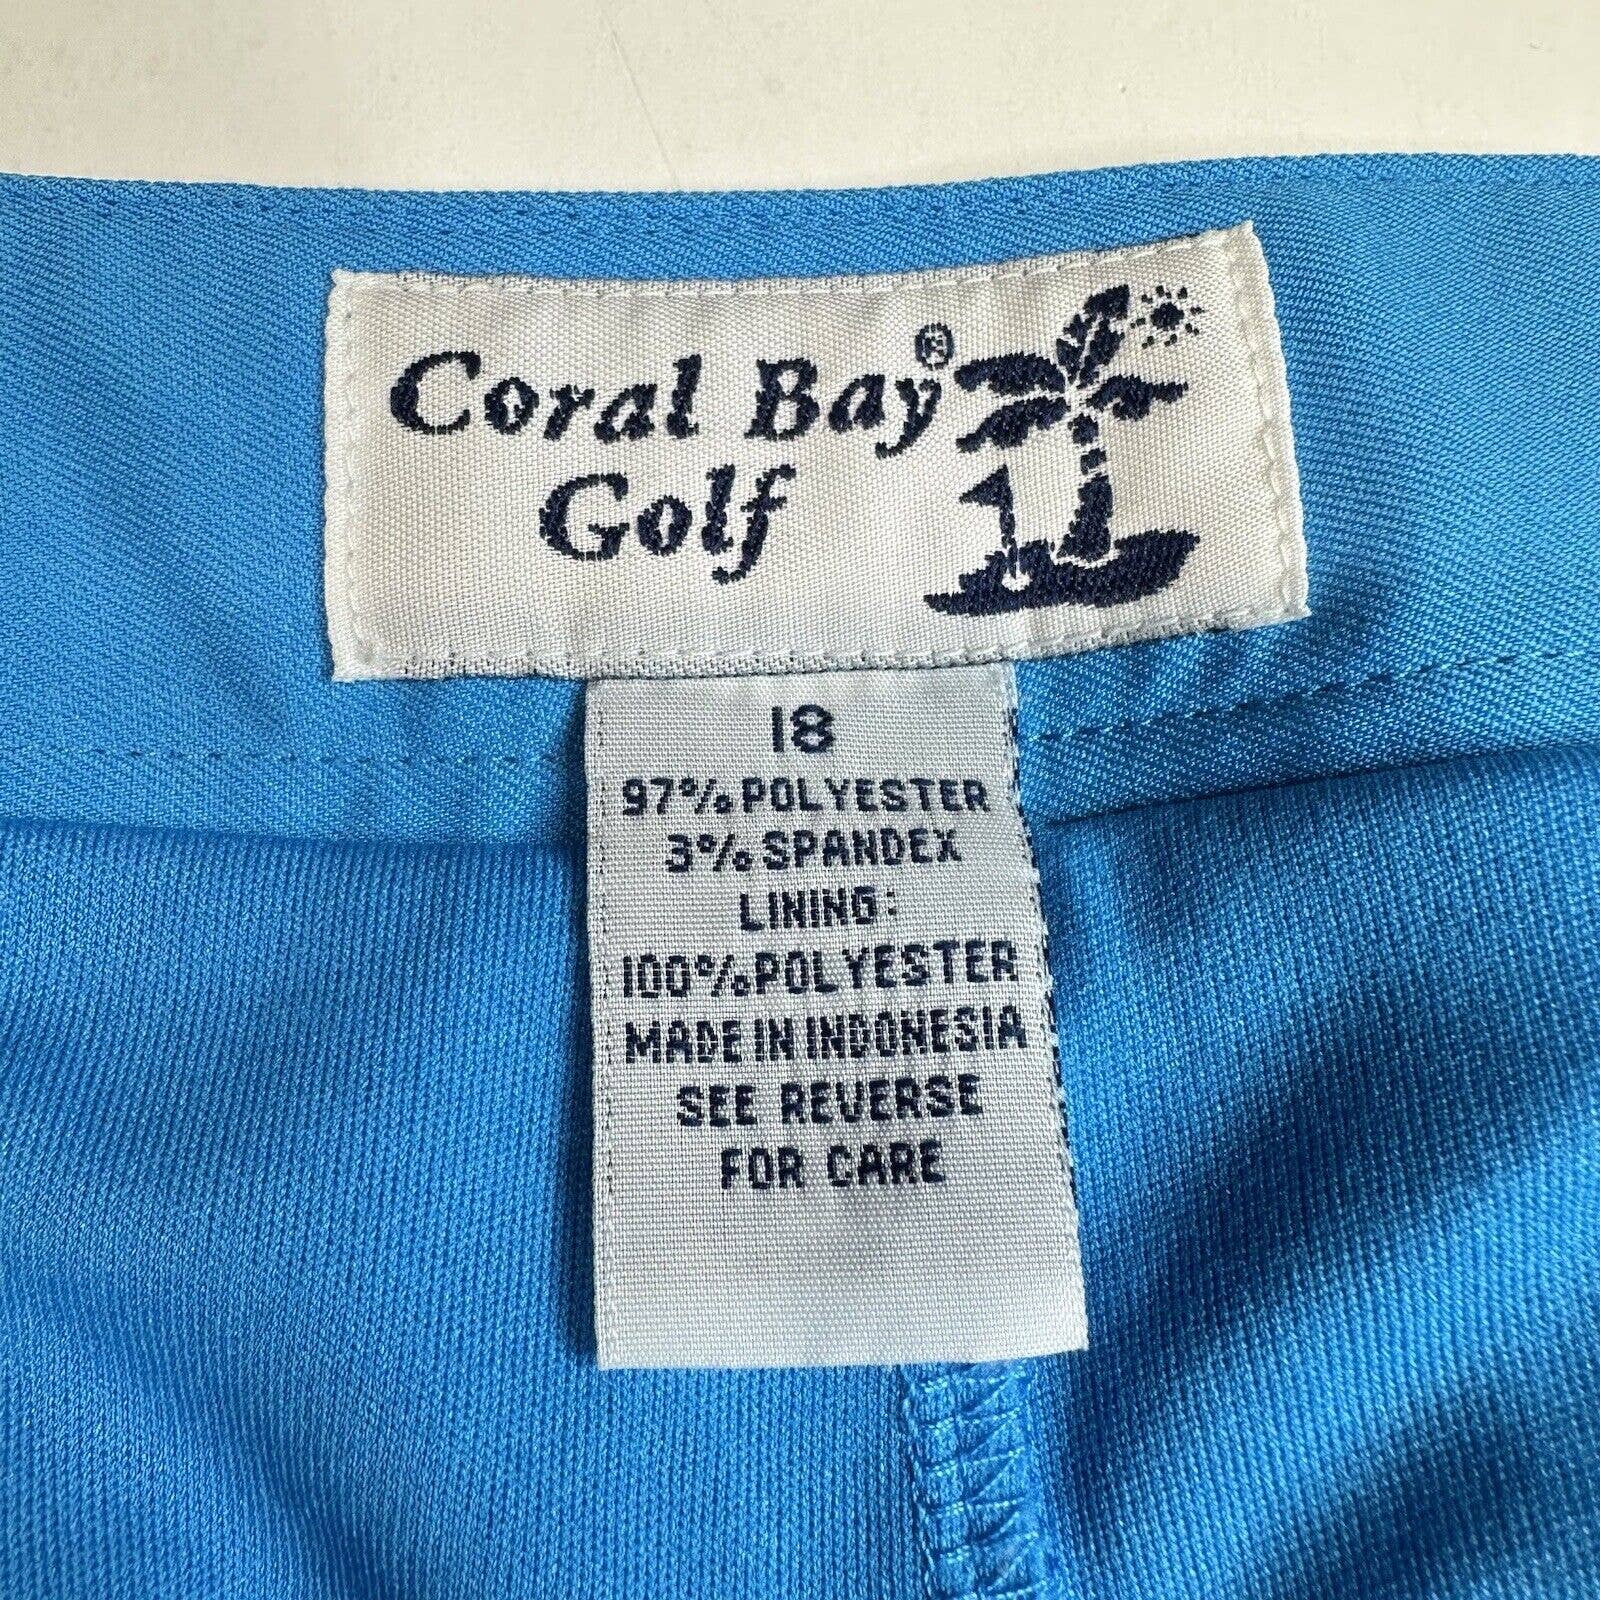 Coral Bay®
Golf
18
97% POLYESTER
3% SPANDEX
LINING:
100% POLYESTER
MADE IN INDONESIA
SEE REVERSE
FOR CARE